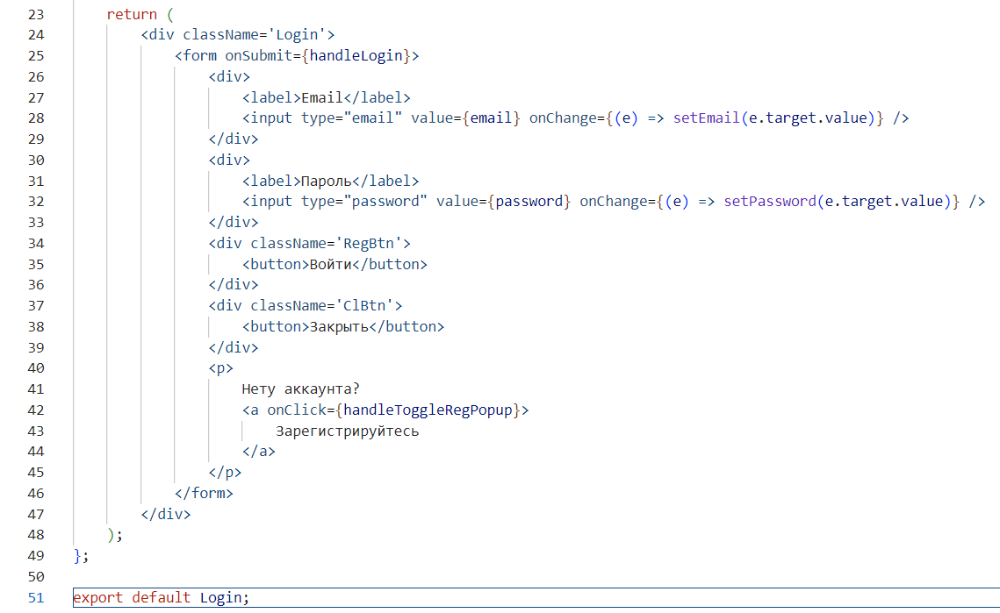 23 return (
24 <div className='Login'>
25 <form onSubmit={handleLogin}>
26 <div>
27 <label>Email</label>
28 <input type="email" value={email} onChange={(e) => setEmail(e.target.value)} />
29 </div>
30 <div>
31 <label>Пароль</label>
32 <input type="password" value={password} onChange={(e) => setPassword(e.target.value)} />
33 </div>
34 <div className='RegBtn'>
35 <button>Войти</button>
36 </div>
37 <div className='ClBtn'>
38 <button>Закрыть</button>
39 </div>
40 <p>
41 Нету аккаунта?
42 <a onClick={handleToggleRegPopup}>
43 Зарегистрируйтесь
44 </a>
45 </p>
46 </form>
47 </div>
48 );
49 };
50
51 export default Login;